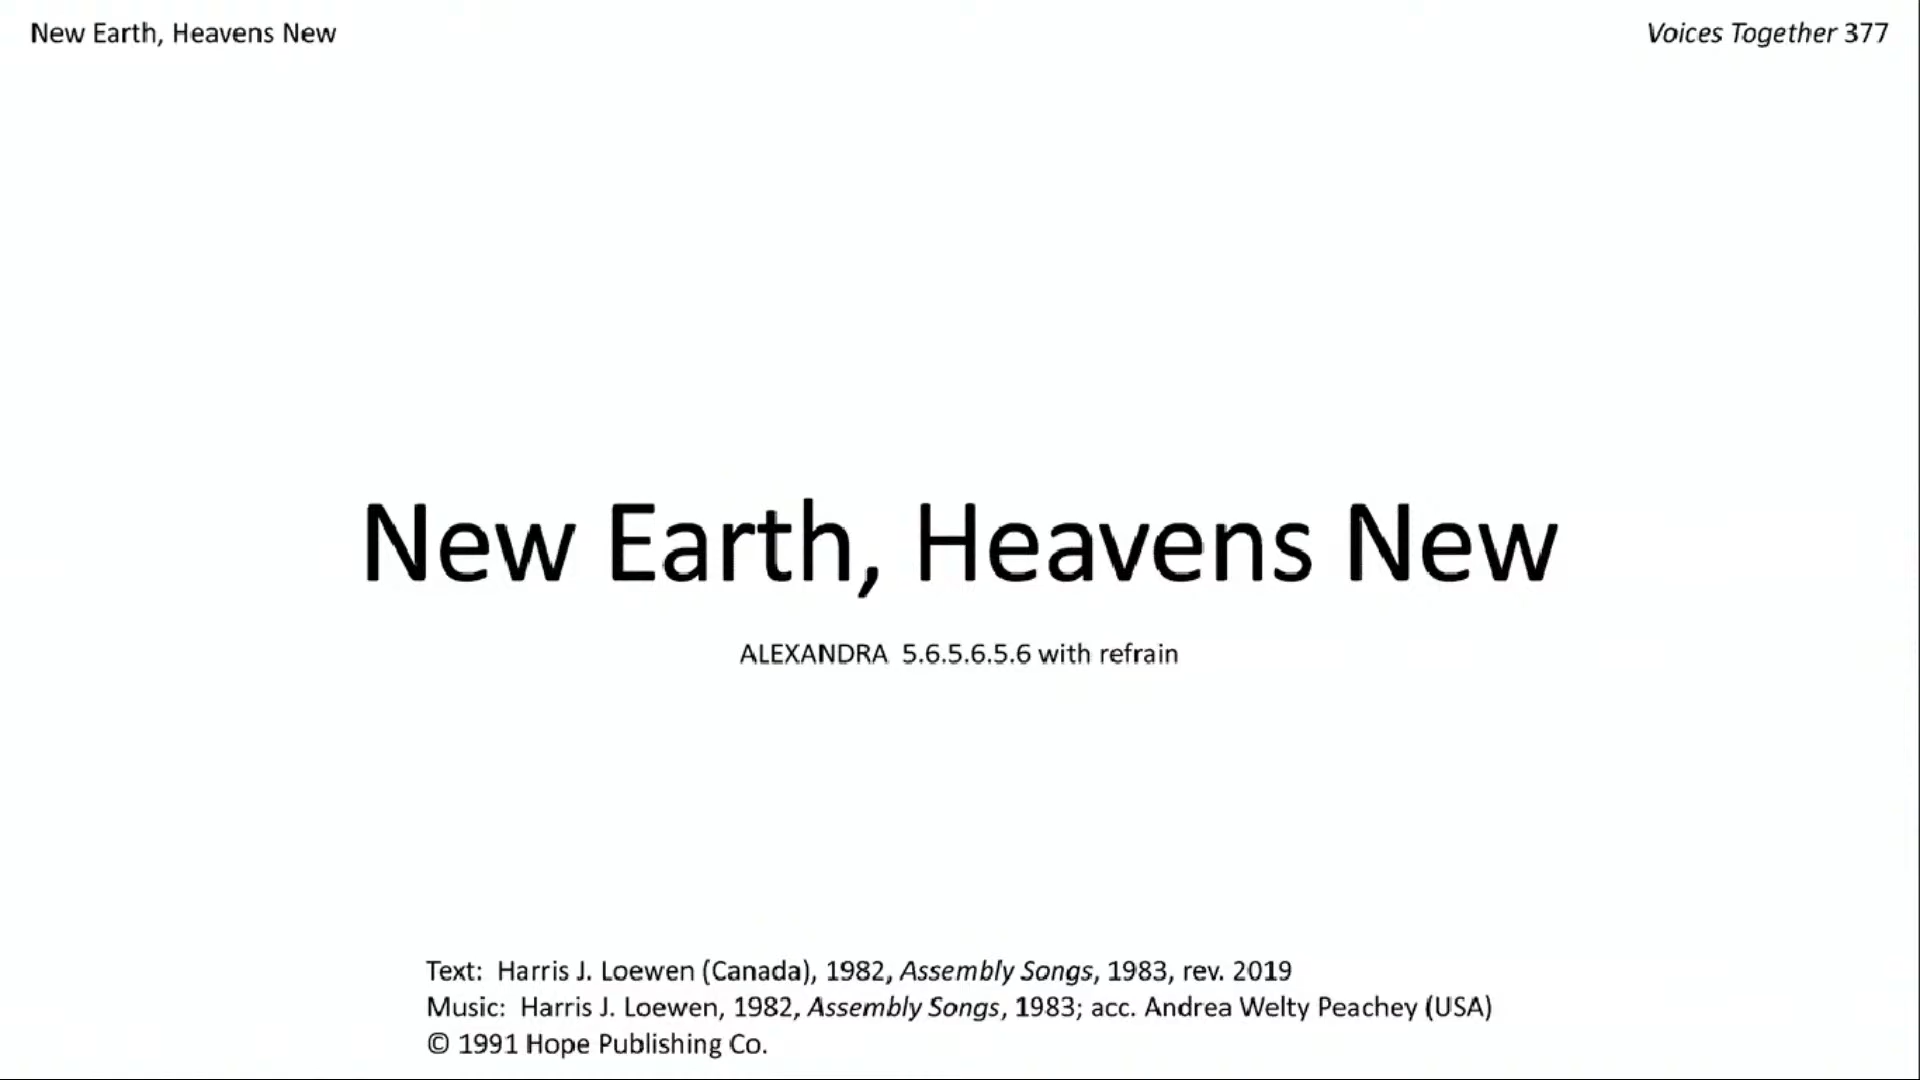 New Earth, Heavens New
Voices Together 377
New Earth, Heavens New
ALEXANDRA 5.6.5.6.5.6 with refrain
Text: Harris J. Loewen (Canada), 1982, Assembly Songs, 1983, rev. 2019
Music: Harris J. Loewen, 1982, Assembly Songs, 1983; acc. Andrea Welty Peachey (USA)
© 1991 Hope Publishing Co.